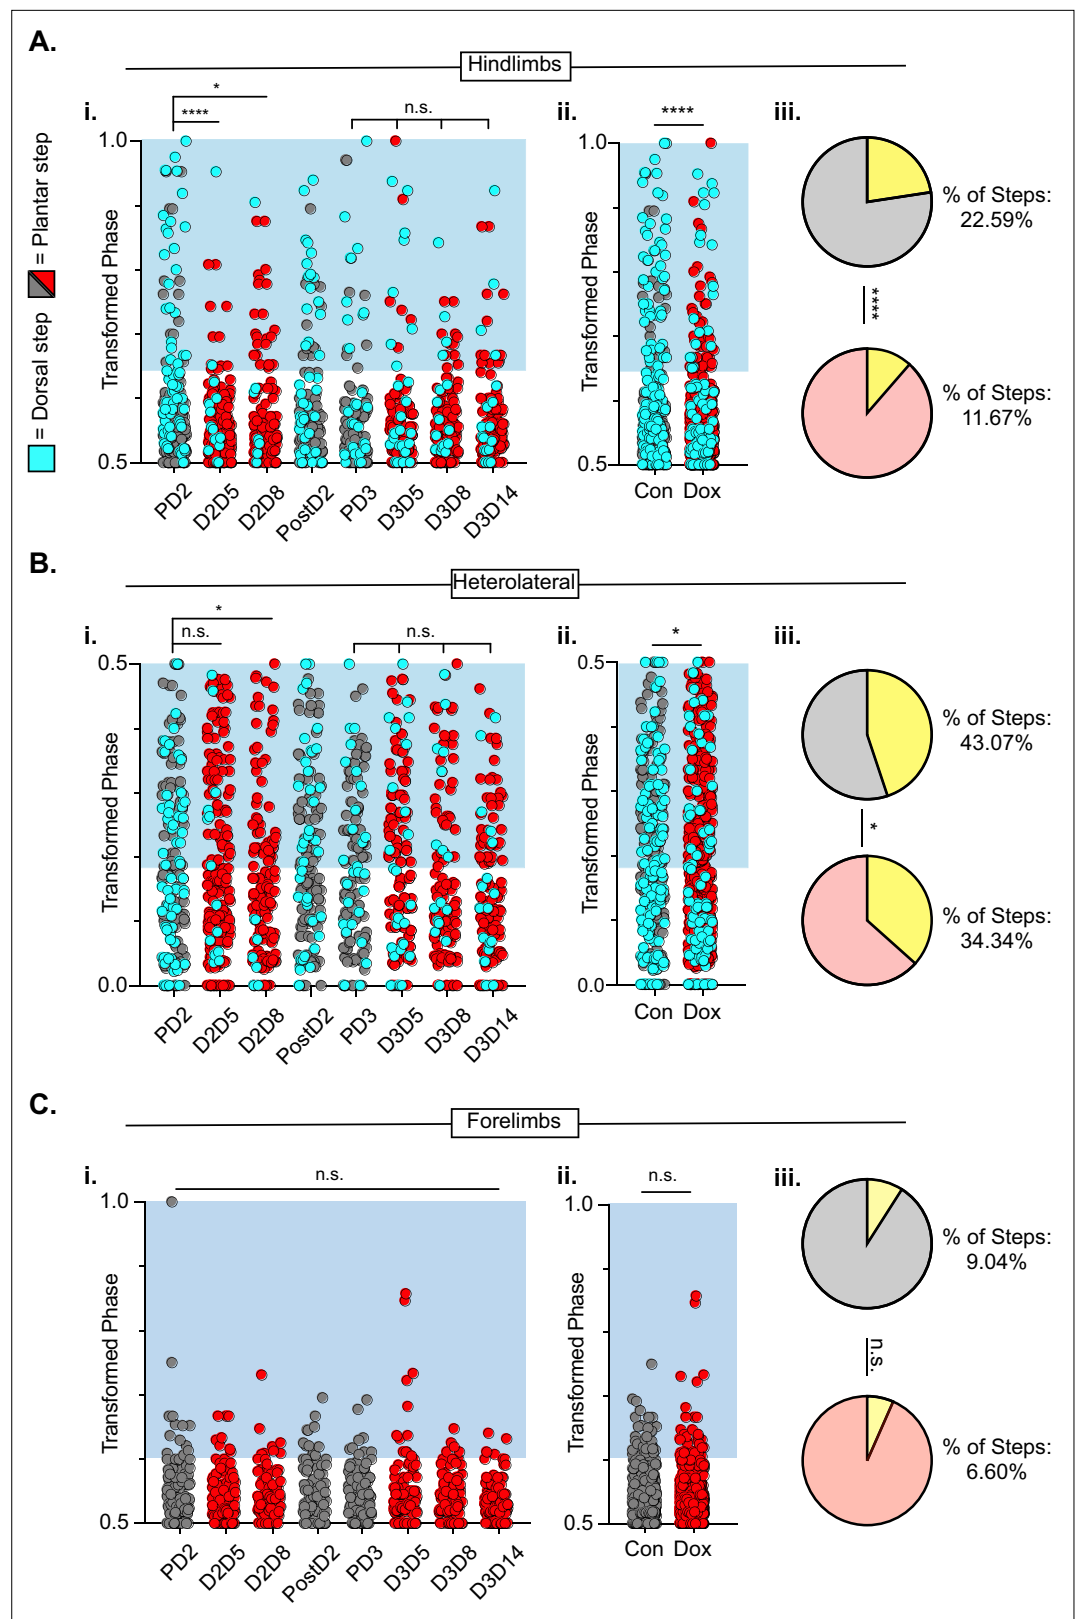 A.
Hindlimbs
= Dorsal step = Plantar step
i.
****
*
n.s.
1.0
Transformed Phase
0.5
PD2 D2D5 D2D8 PostD2 PD3 D3D5 D3D8 D3D14
ii.
****
1.0
Transformed Phase
0.5
Con Dox
iii.
% of Steps:
22.59%
****
% of Steps:
11.67%
B.
Heterolateral
i.
*
n.s.
n.s.
0.5
Transformed Phase
0.0
PD2 D2D5 D2D8 PostD2 PD3 D3D5 D3D8 D3D14
ii.
*
0.5
Transformed Phase
0.0
Con Dox
iii.
% of Steps:
43.07%
*
% of Steps:
34.34%
C.
Forelimbs
i.
n.s.
1.0
Transformed Phase
0.5
PD2 D2D5 D2D8 PostD2 PD3 D3D5 D3D8 D3D14
ii.
n.s.
1.0
Transformed Phase
0.5
Con Dox
iii.
% of Steps:
9.04%
n.s.
% of Steps:
6.60%